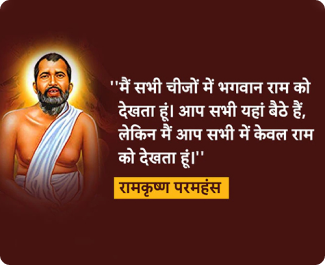 ''मैं सभी चीजों में भगवान राम को
देखता हूं। आप सभी यहां बैठे हैं,
लेकिन मैं आप सभी में केवल राम
को देखता हूं।''
रामकृष्ण परमहंस